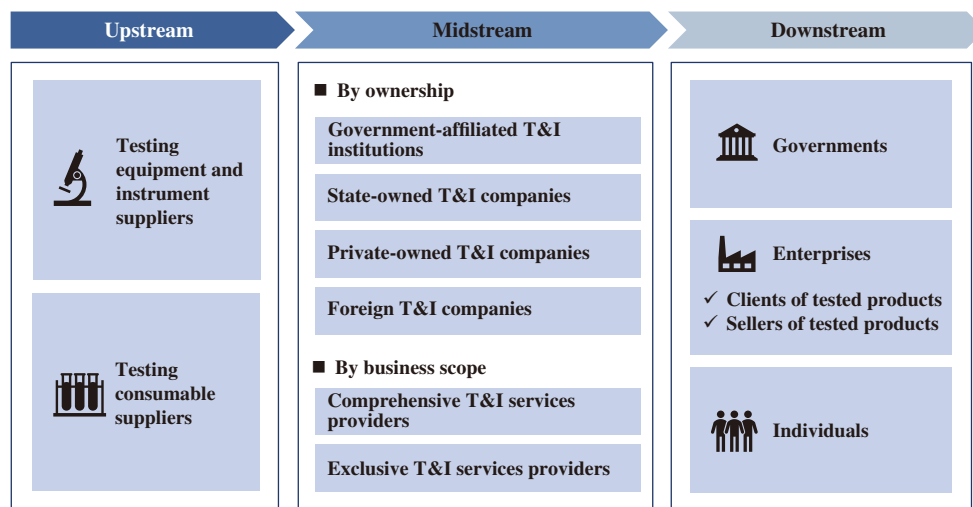 Upstream
Midstream
Downstream
Testing
equipment and
instrument
suppliers
Testing
consumable
suppliers
By ownership
Government-affiliated T&I
institutions
State-owned T&I companies
Private-owned T&I companies
Foreign T&I companies
By business scope
Comprehensive T&I services
providers
Exclusive T&I services providers
Governments
Enterprises
✓ Clients of tested products
✓ Sellers of tested products
Individuals